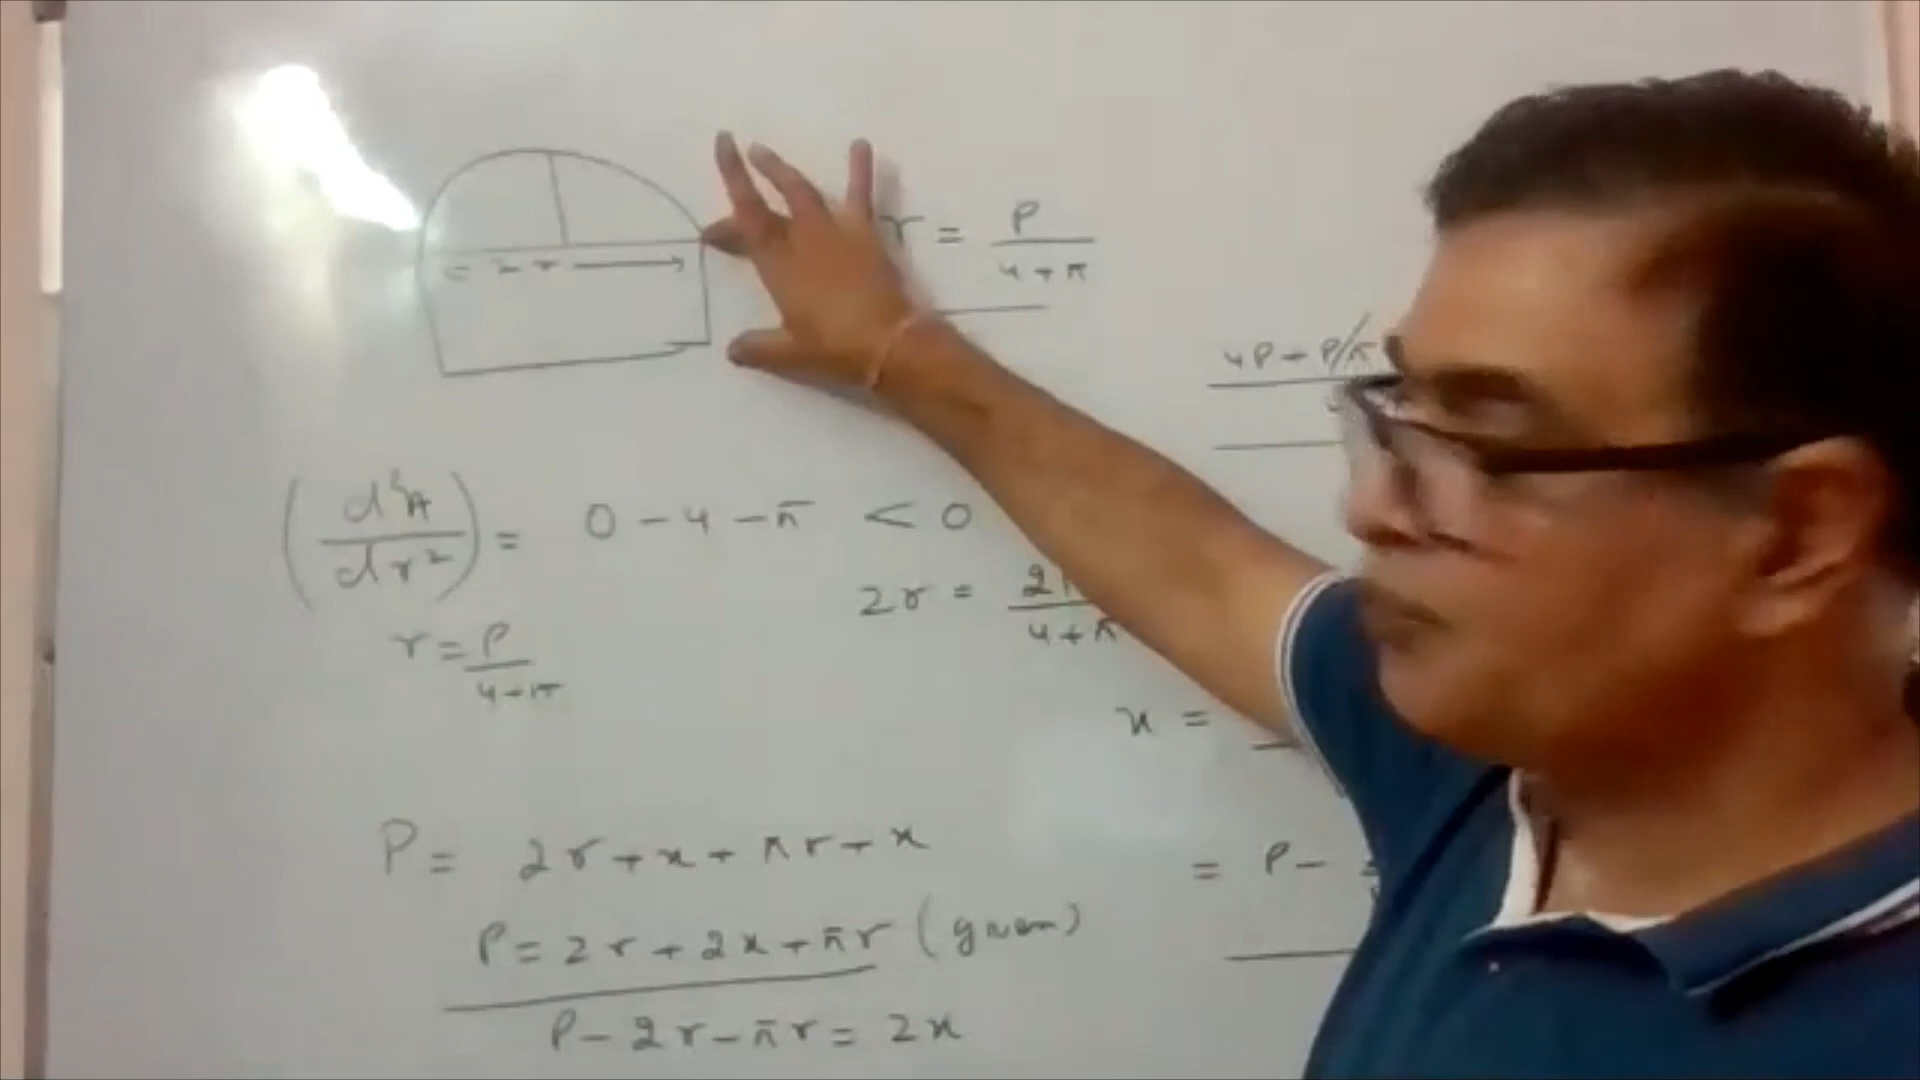 2r
r = P / 4+π
4P - P/π
(d²A / dr²) = 0 - 4 - π < 0
r = P / 4+π
2r = 2 / 4+π
x =
P = 2r + x + πr + x
= P -
P = 2r + 2x + πr (given)
P - 2r - πr = 2x